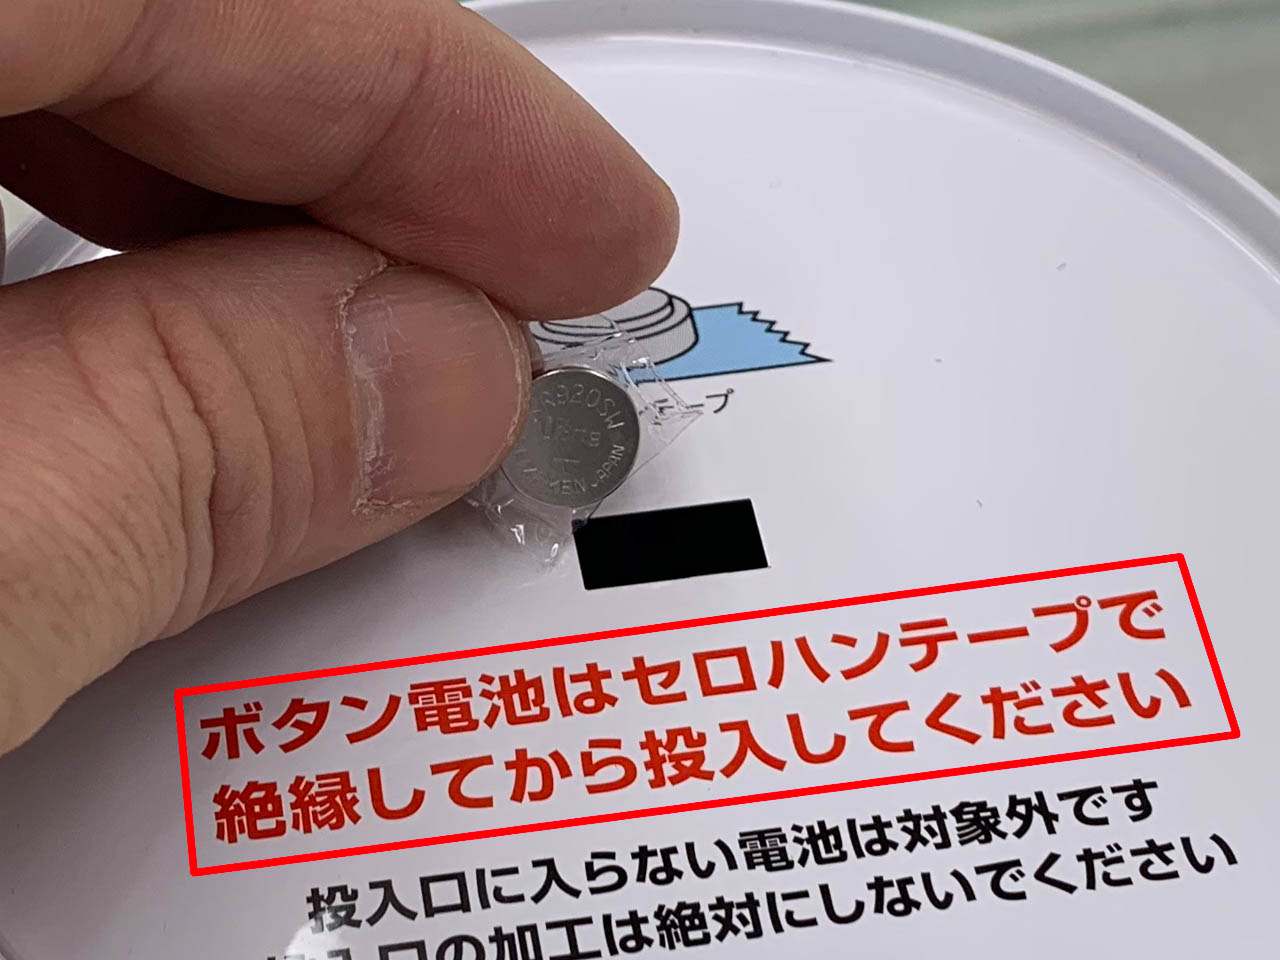 ープ
R920SW
JAPAN
ボタン電池はセロハンテープで
絶縁してから投入してください
投入口に入らない電池は対象外です
入口の加工は絶対にしないでください